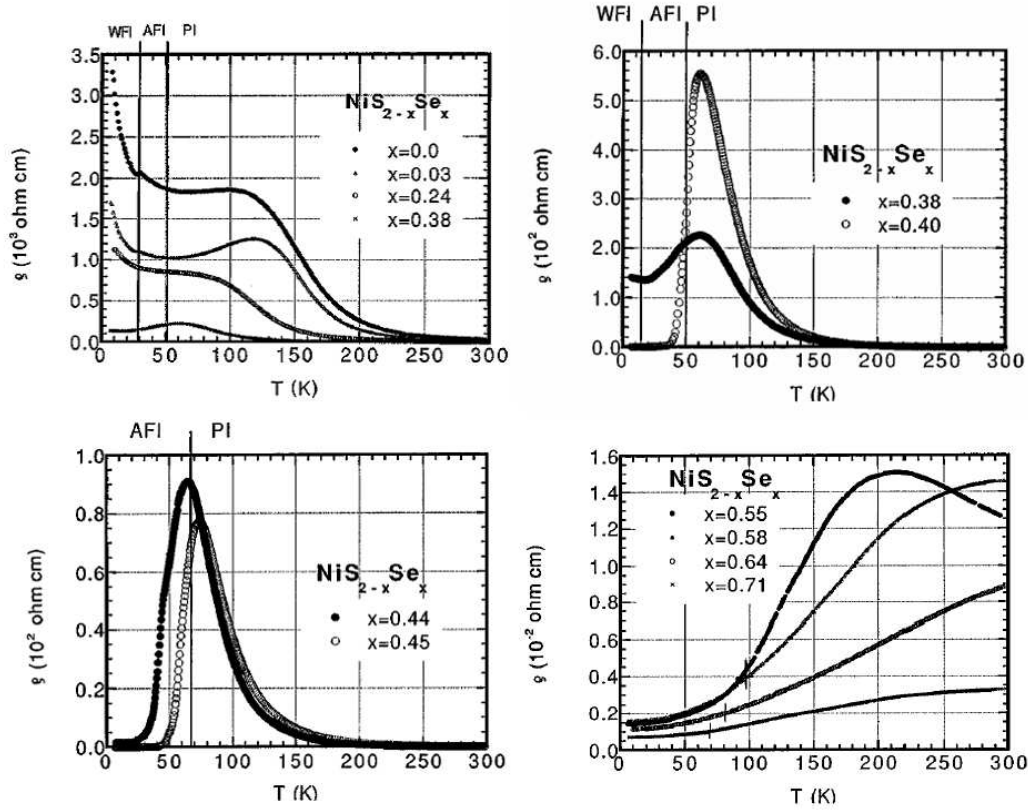 WFI AFI PI
3.5
3.0
2.5
2.0
1.5
1.0
0.5
0.0
ϱ (10³ ohm cm)
NiS₂₋ₓSeₓ
x=0.0
x=0.03
x=0.24
x=0.38
0 50 100 150 200 250 300
T (K)
WFI AFI PI
6.0
5.0
4.0
3.0
2.0
1.0
0.0
ϱ (10² ohm cm)
NiS₂₋ₓSeₓ
x=0.38
x=0.40
0 50 100 150 200 250 300
T (K)
AFI PI
1.0
0.8
0.6
0.4
0.2
0.0
ϱ (10² ohm cm)
NiS₂₋ₓSeₓ
x=0.44
x=0.45
0 50 100 150 200 250 300
T (K)
1.6
1.4
1.2
1.0
0.8
0.6
0.4
0.2
0.0
ϱ (10⁻² ohm cm)
NiS₂₋ₓSeₓ
x=0.55
x=0.58
x=0.64
x=0.71
0 50 100 150 200 250 300
T (K)